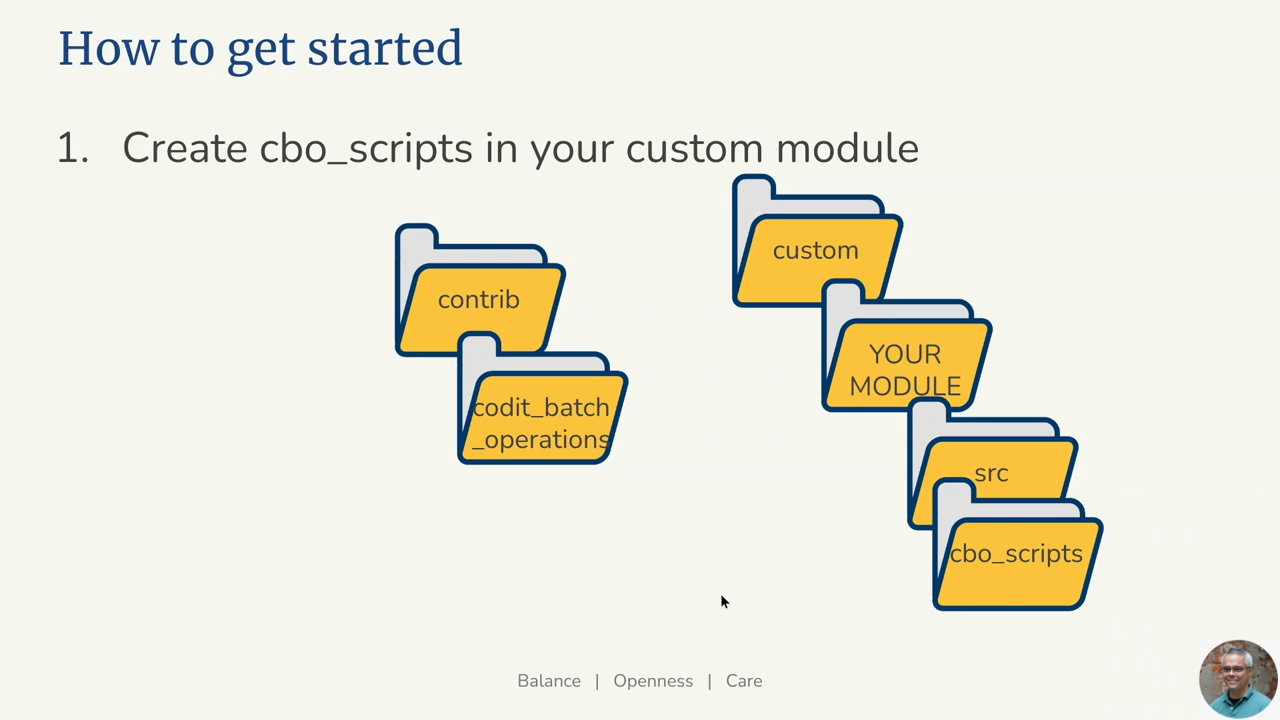 How to get started
1. Create cbo_scripts in your custom module
contrib
codit_batch
_operations
custom
YOUR
MODULE
src
cbo_scripts
Balance | Openness | Care